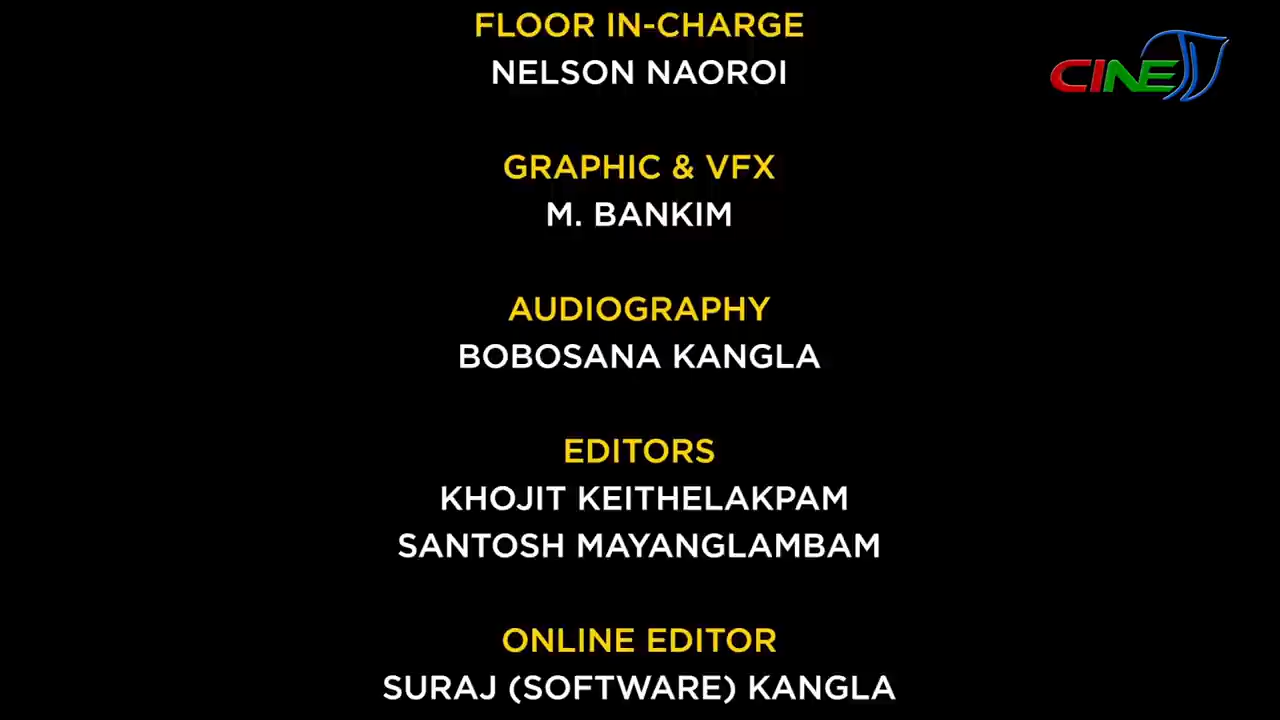 FLOOR IN-CHARGE
NELSON NAOROI
CINE
GRAPHIC & VFX
M. BANKIM
AUDIOGRAPHY
BOBOSANA KANGLA
EDITORS
KHOJIT KEITHELAKPAM
SANTOSH MAYANGLAMBAM
ONLINE EDITOR
SURAJ (SOFTWARE) KANGLA